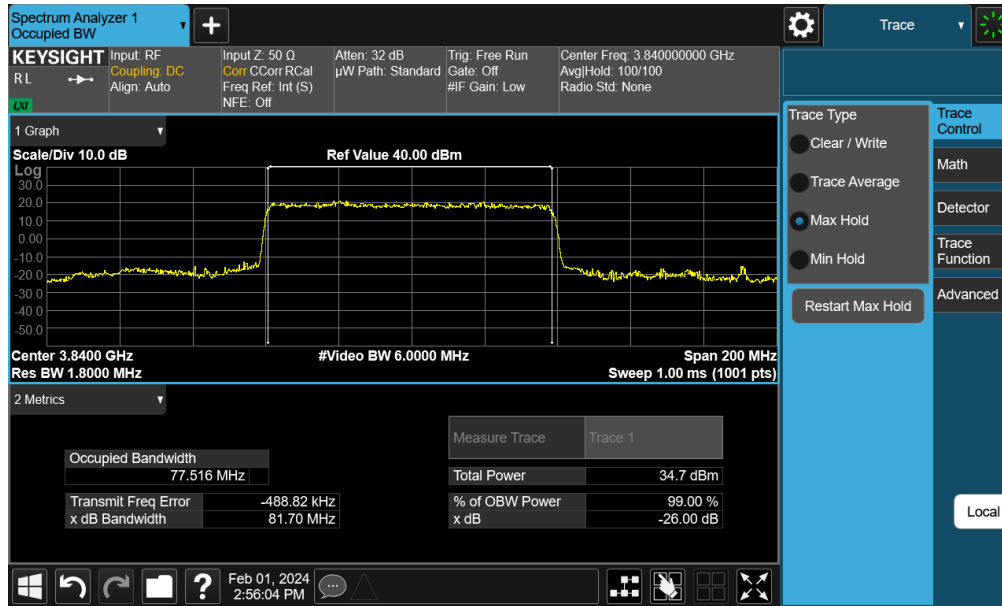 Spectrum Analyzer 1
Occupied BW
+
Trace
KEYSIGHT
R L
LXI
Input: RF
Coupling: DC
Align: Auto
Input Z: 50 Ω
Corr CCorr RCal
Freq Ref: Int (S)
NFE: Off
Atten: 32 dB
µW Path: Standard
Trig: Free Run
Gate: Off
#IF Gain: Low
Center Freq: 3.840000000 GHz
Avg|Hold: 100/100
Radio Std: None
1 Graph
Scale/Div 10.0 dB
Ref Value 40.00 dBm
Log
30.0
20.0
10.0
0.00
-10.0
-20.0
-30.0
-40.0
-50.0
Center 3.8400 GHz
#Video BW 6.0000 MHz
Span 200 MHz
Res BW 1.8000 MHz
Sweep 1.00 ms (1001 pts)
2 Metrics
Measure Trace
Trace 1
Occupied Bandwidth
77.516 MHz
Total Power
34.7 dBm
Transmit Freq Error
-488.82 kHz
% of OBW Power
99.00 %
x dB Bandwidth
81.70 MHz
x dB
-26.00 dB
Trace Type
Clear / Write
Trace Average
Max Hold
Min Hold
Restart Max Hold
Trace
Control
Math
Detector
Trace
Function
Advanced
Local
?
Feb 01, 2024
2:56:04 PM